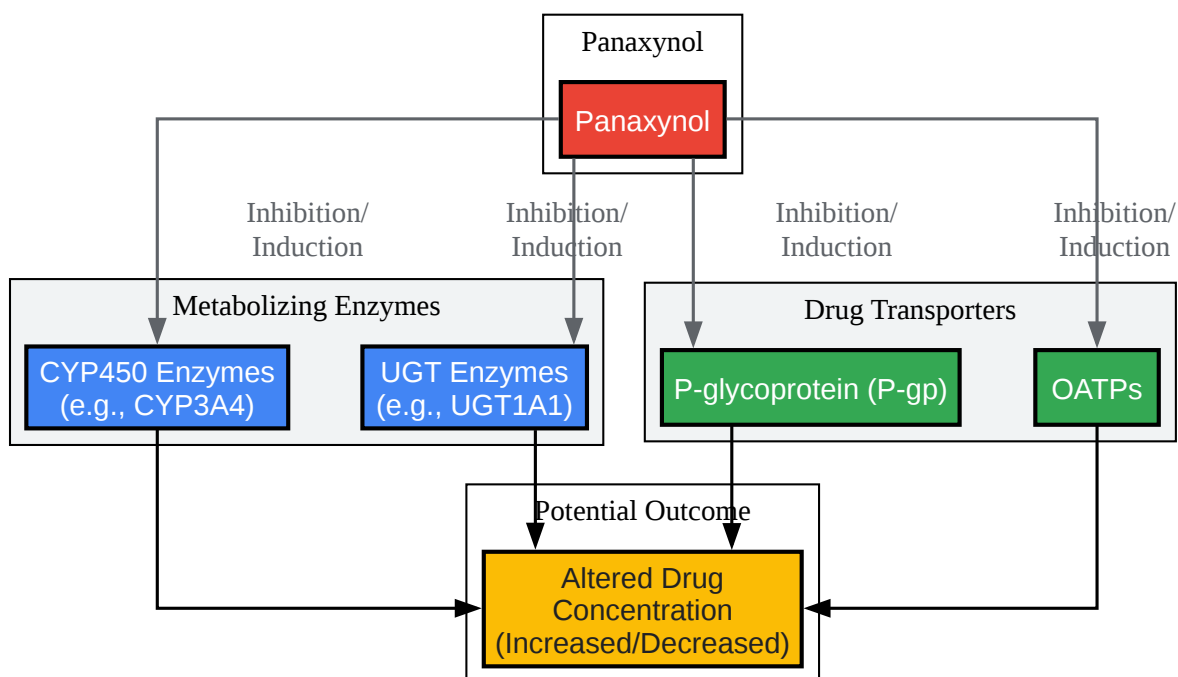 Panaxynol
Panaxynol
Inhibition/
Induction
Inhibition/
Induction
Inhibition/
Induction
Inhibition/
Induction
Metabolizing Enzymes
CYP450 Enzymes
(e.g., CYP3A4)
UGT Enzymes
(e.g., UGT1A1)
Drug Transporters
P-glycoprotein (P-gp)
OATPs
Potential Outcome
Altered Drug
Concentration
(Increased/Decreased)